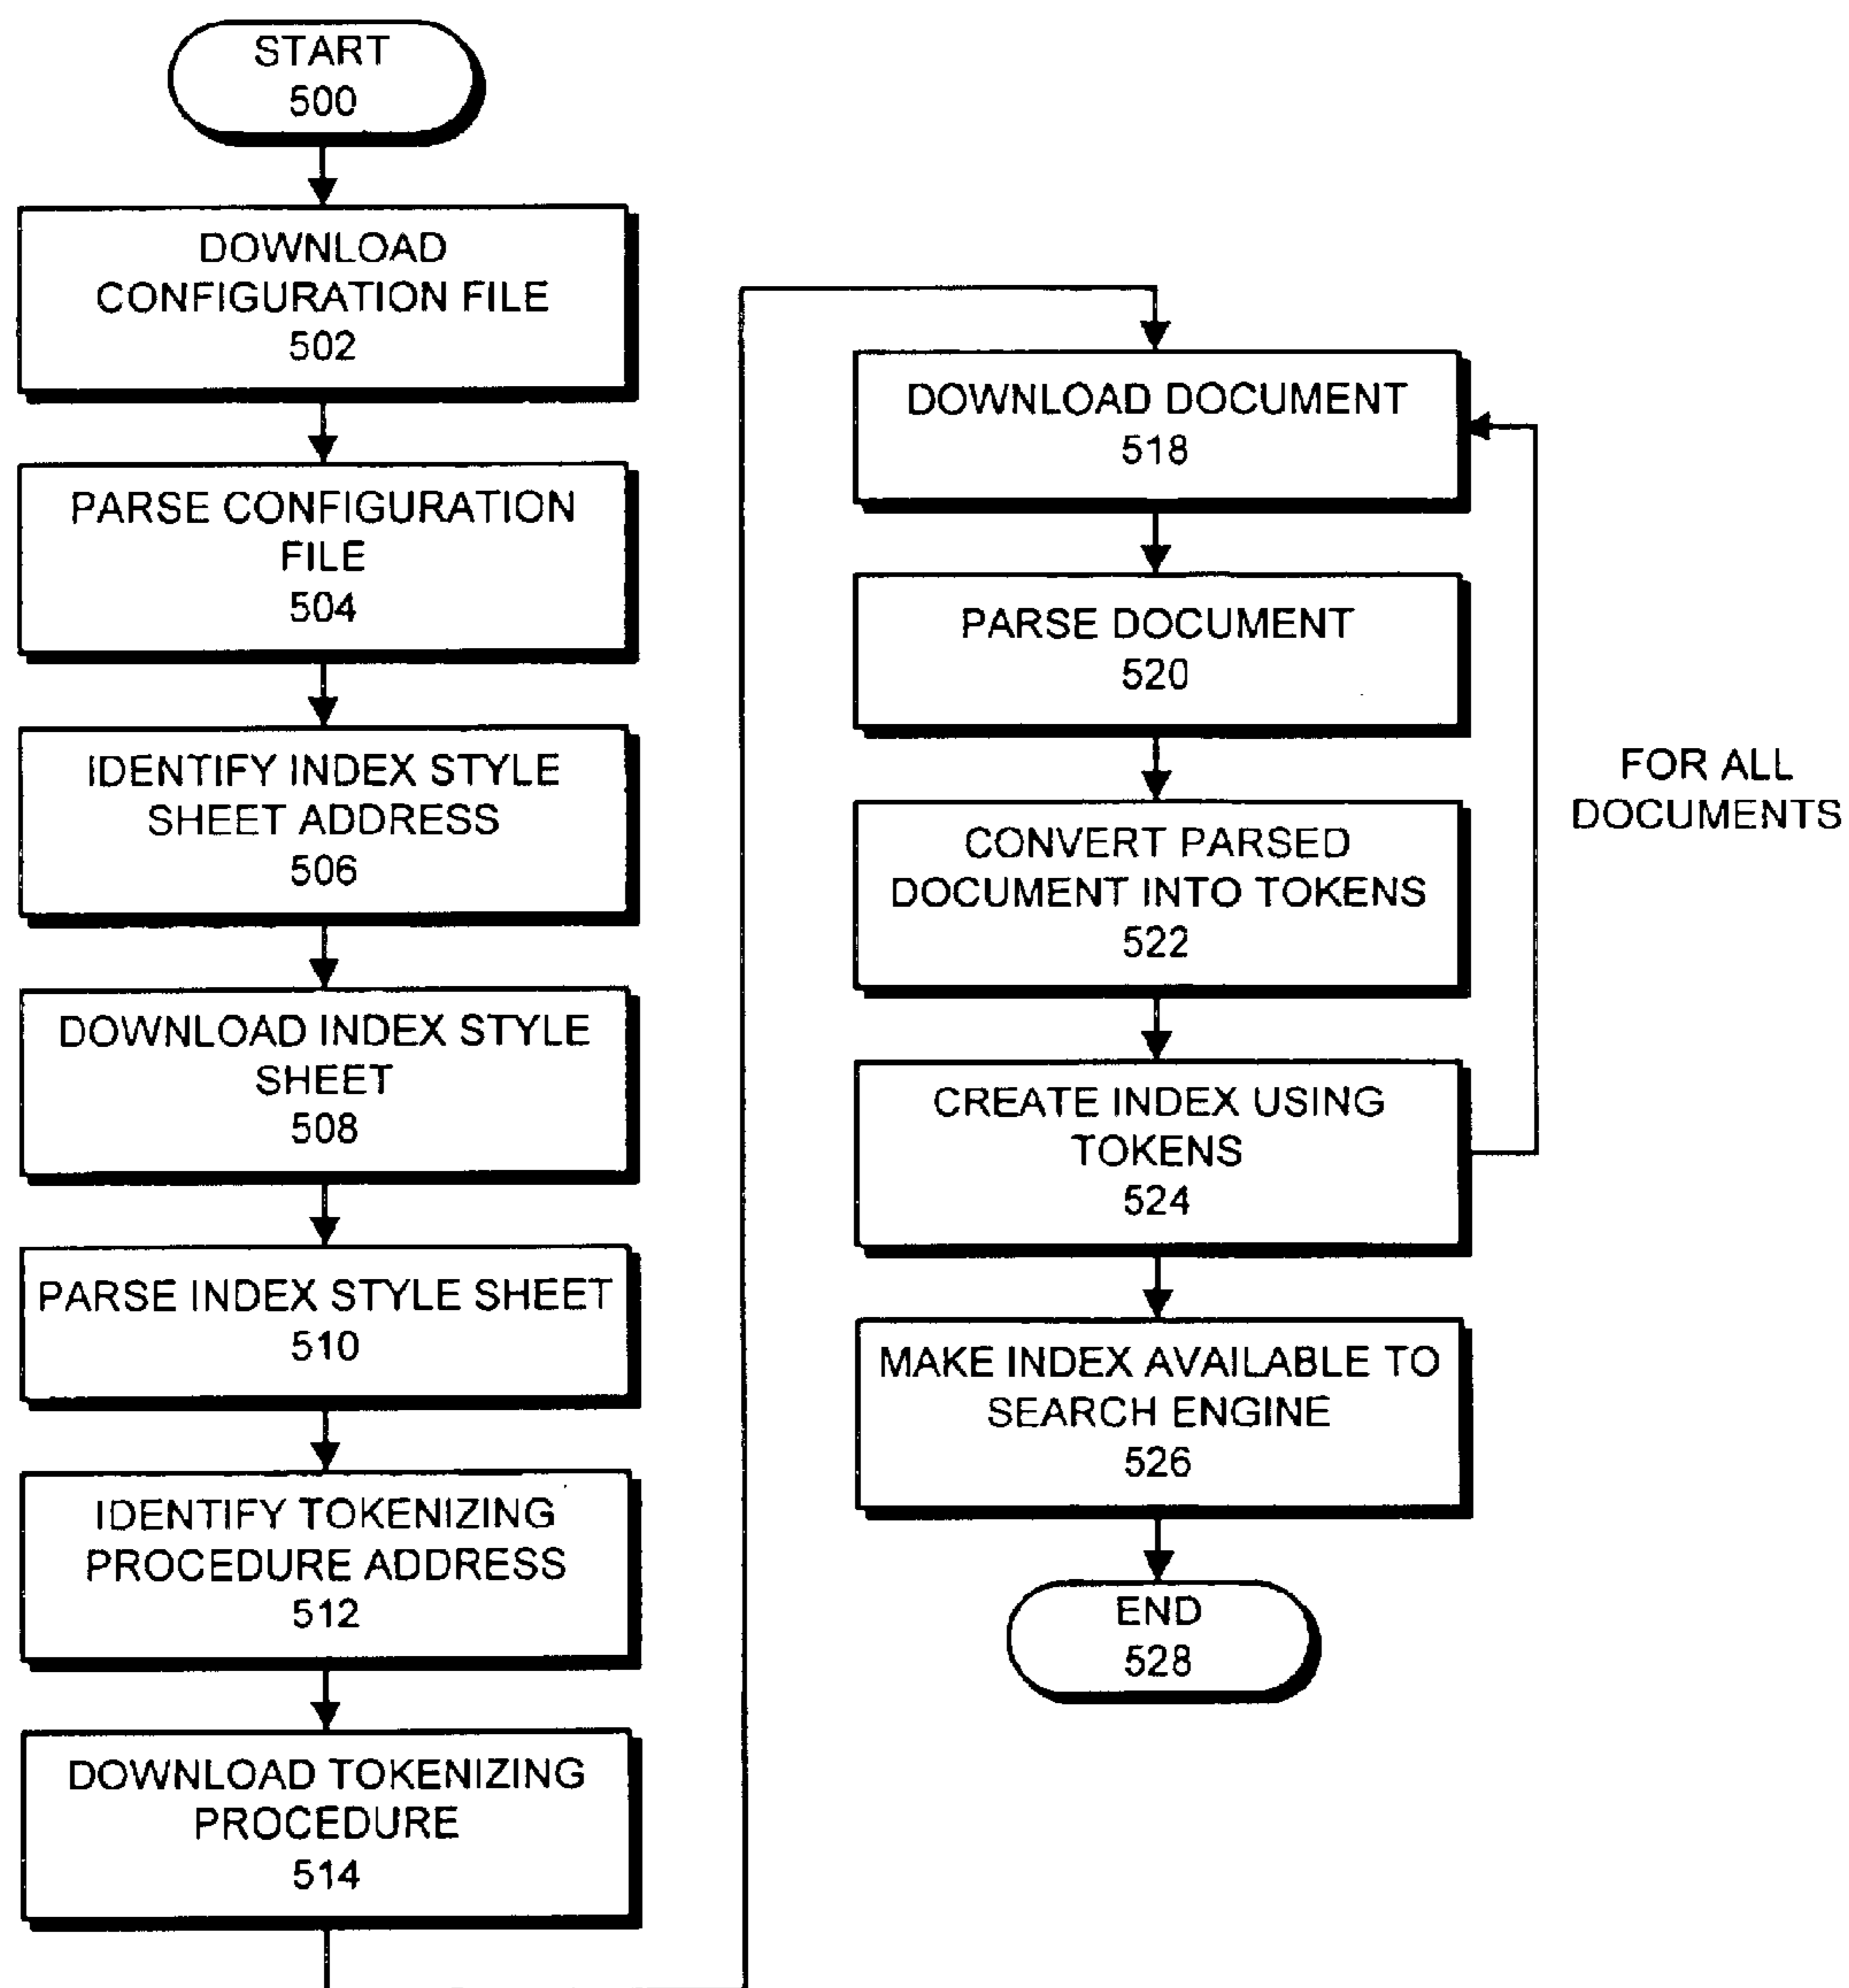 START
500
DOWNLOAD
CONFIGURATION FILE
502
PARSE CONFIGURATION
FILE
504
IDENTIFY INDEX STYLE
SHEET ADDRESS
506
DOWNLOAD INDEX STYLE
SHEET
508
PARSE INDEX STYLE SHEET
510
IDENTIFY TOKENIZING
PROCEDURE ADDRESS
512
DOWNLOAD TOKENIZING
PROCEDURE
514
DOWNLOAD DOCUMENT
518
PARSE DOCUMENT
520
CONVERT PARSED
DOCUMENT INTO TOKENS
522
CREATE INDEX USING
TOKENS
524
FOR ALL
DOCUMENTS
MAKE INDEX AVAILABLE TO
SEARCH ENGINE
526
END
528